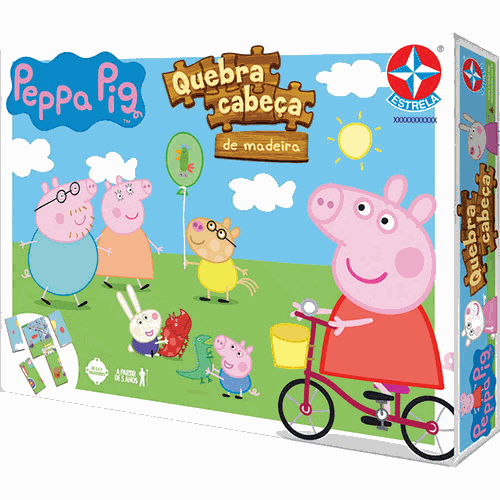 Peppa Pig
TM
Quebra
cabeça
de madeira
ESTRELA
®
xxxxxxxxxxx
A PARTIR
DE 5 ANOS
Quebra
cabeça
Peppa Pig